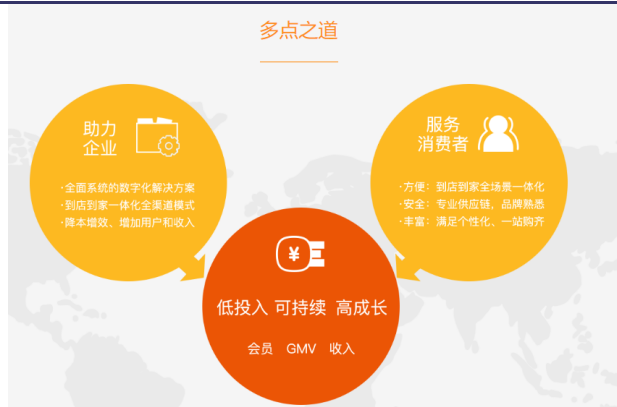 多点之道
助力
企业
·全面系统的数字化解决方案
·到店到家一体化全渠道模式
·降本增效、增加用户和收入
服务
消费者
·方便：到店到家全场景一体化
·安全：专业供应链，品牌熟悉
·丰富：满足个性化、一站购齐
¥
低投入 可持续 高成长
会员 GMV 收入